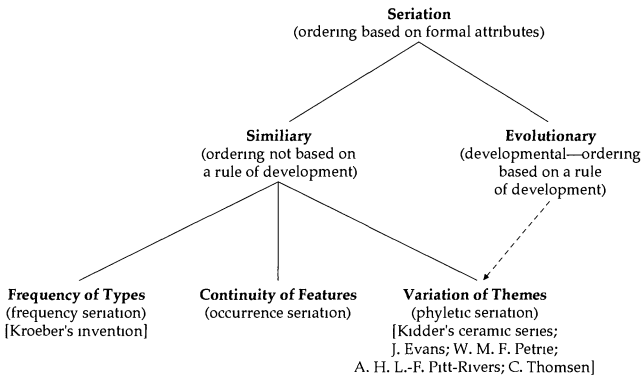 Seriation
(ordering based on formal attributes)
Similiary
(ordering not based on
a rule of development)
Evolutionary
(developmental—ordering
based on a rule
of development)
Frequency of Types
(frequency seriation)
[Kroeber's invention]
Continuity of Features
(occurrence seriation)
Variation of Themes
(phyletic seriation)
[Kidder's ceramic series;
J. Evans; W. M. F. Petrie;
A. H. L.-F. Pitt-Rivers; C. Thomsen]